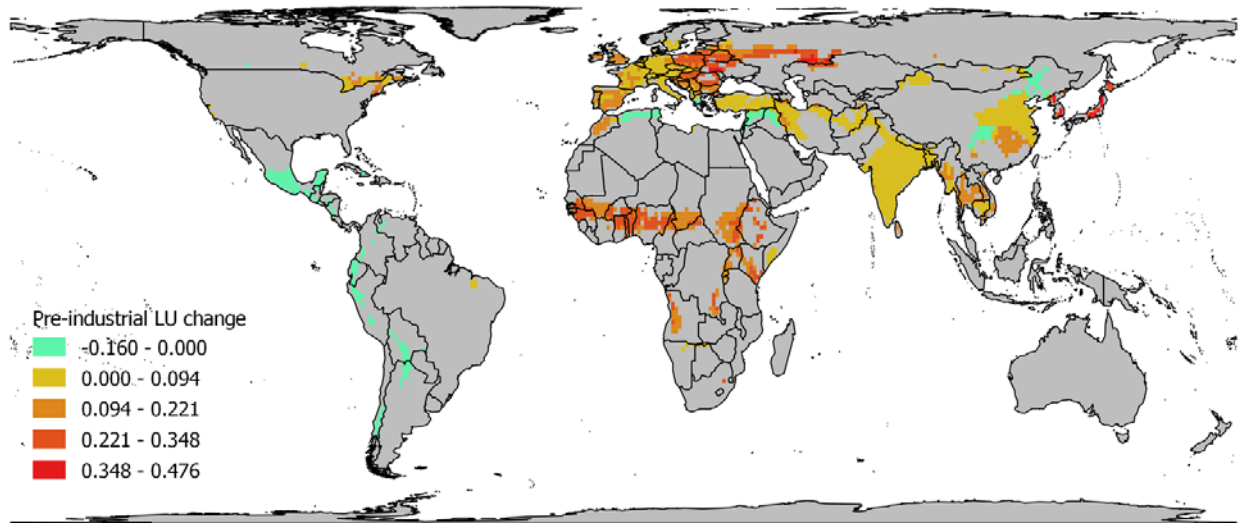 Pre-industrial LU change
-0.160 - 0.000
0.000 - 0.094
0.094 - 0.221
0.221 - 0.348
0.348 - 0.476